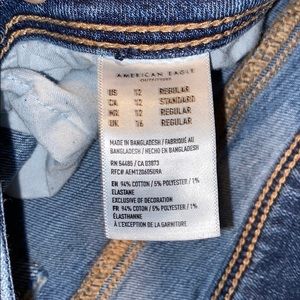 AMERICAN EAGLE
OUTFITTERS
US 12 REGULAR
CA 12 STANDARD
MX 12 REGULAR
UK 16 REGULAR
MADE IN BANGLADESH / FABRIQUÉ AU
BANGLADESH / HECHO EN BANGLADESH
RN 54485 / CA 03873
RFC# AEM1206050S9A
EN: 94% COTTON / 5% POLYESTER / 1%
ELASTANE
EXCLUSIVE OF DECORATION
FR: 94% COTON / 5% POLYESTER / 1%
ÉLASTHANNE
À L'EXCEPTION DE LA GARNITURE